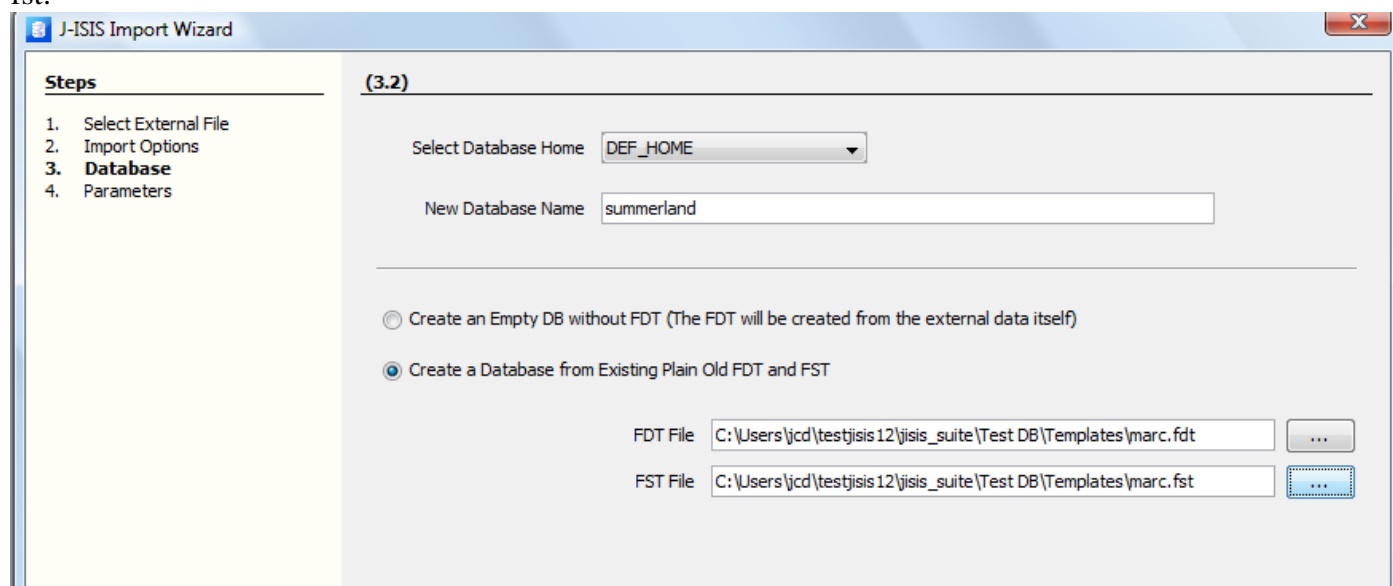 J-ISIS Import Wizard
Steps
1. Select External File
2. Import Options
3. Database
4. Parameters
(3.2)
Select Database Home DEF_HOME
New Database Name summerland
Create an Empty DB without FDT (The FDT will be created from the external data itself)
Create a Database from Existing Plain Old FDT and FST
FDT File C:\Users\jcd\testjisis12\jisis_suite\Test DB\Templates\marc.fdt ...
FST File C:\Users\jcd\testjisis12\jisis_suite\Test DB\Templates\marc.fst ...